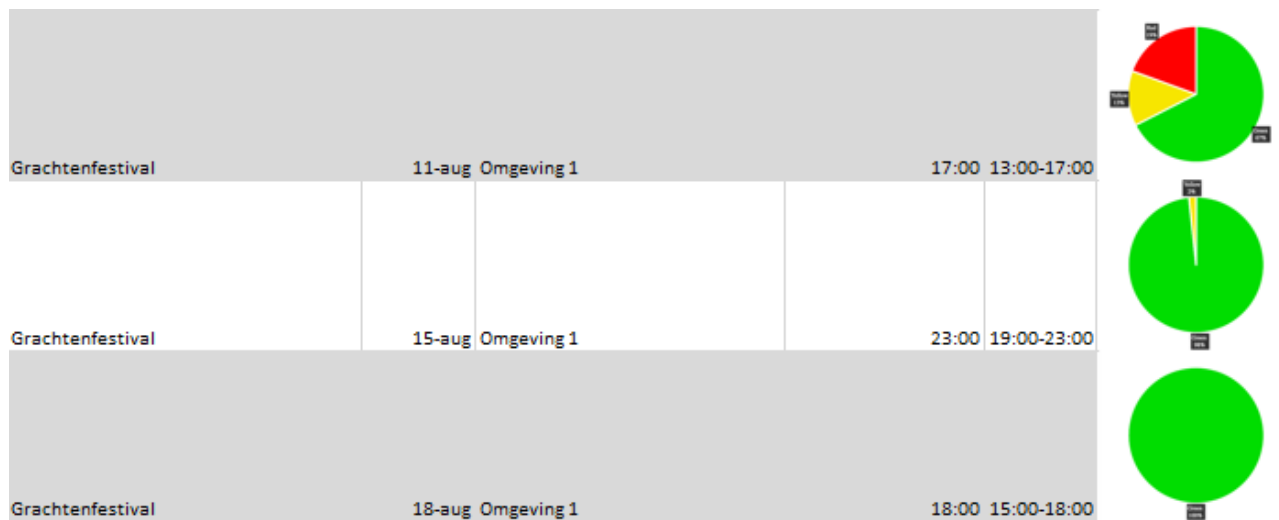 Grachtenfestival 11-aug Omgeving 1 17:00 13:00-17:00
Grachtenfestival 15-aug Omgeving 1 23:00 19:00-23:00
Grachtenfestival 18-aug Omgeving 1 18:00 15:00-18:00